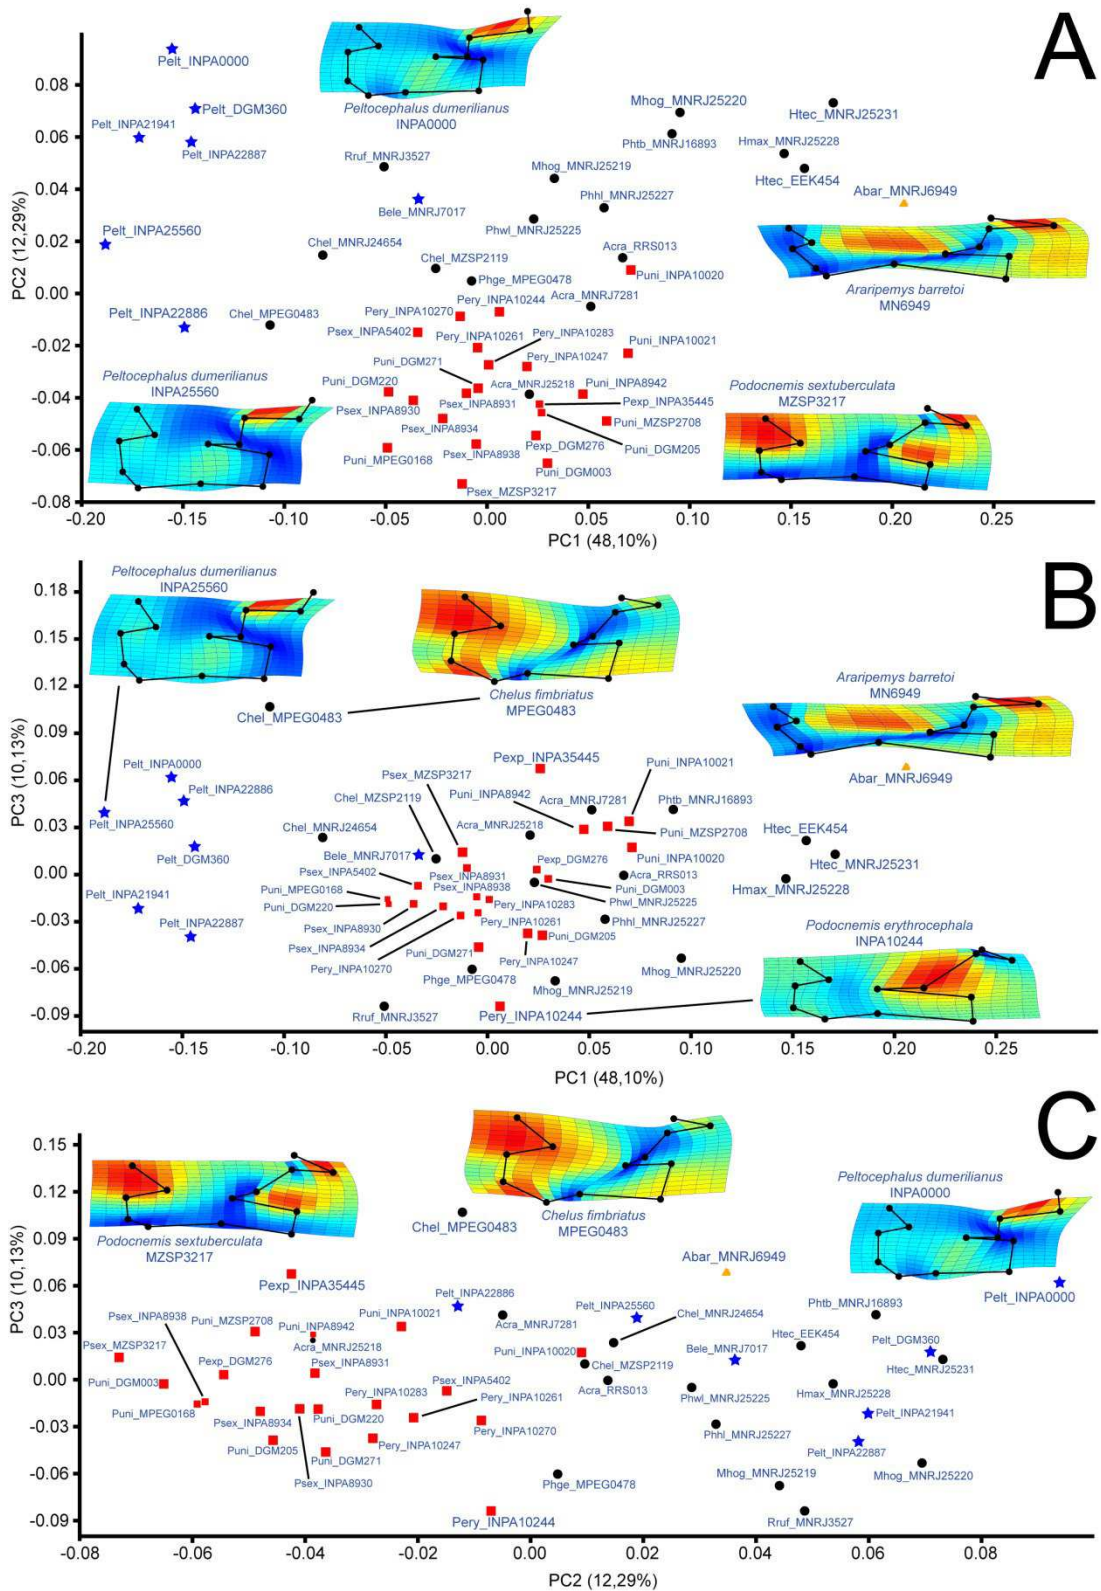 A
Pelt_INPA0000
Peltocephalus dumerilianus
INPA0000
Pelt_DGM360
Pelt_INPA21941
Pelt_INPA22887
Rruf_MNRJ3527
Bele_MNRJ7017
Mhog_MNRJ25220
Phtb_MNRJ16893
Htec_MNRJ25231
Hmax_MNRJ25228
Htec_EEK454
Mhog_MNRJ25219
Phhl_MNRJ25227
Abar_MNRJ6949
Phwl_MNRJ25225
Pelt_INPA25560
Chel_MNRJ24654
Chel_MZSP2119
Acra_RRS013
Puni_INPA10020
Phge_MPEG0478
Araripemys barretoi
MN6949
Pelt_INPA22886
Chel_MPEG0483
Pery_INPA10244
Pery_INPA10270
Acra_MNRJ7281
Psex_INPA5402
Pery_INPA10261
Pery_INPA10283
Puni_INPA10021
Puni_DGM271
Pery_INPA10247
Peltocephalus dumerilianus
INPA25560
Puni_DGM220
Acra_MNRJ25218
Puni_INPA8942
Podocnemis sextuberculata
MZSP3217
Psex_INPA8930
Psex_INPA8931
Pexp_INPA35445
Psex_INPA8934
Puni_MZSP2708
Puni_MPEG0168
Psex_INPA8938
Pexp_DGM276
Puni_DGM205
Puni_DGM003
Psex_MZSP3217
PC2 (12,29%)
0.08
0.06
0.04
0.02
0.00
-0.02
-0.04
-0.06
-0.08
-0.20 -0.15 -0.10 -0.05 0.00 0.05 0.10 0.15 0.20 0.25
PC1 (48,10%)
B
Peltocephalus dumerilianus
INPA25560
Chelus fimbriatus
MPEG0483
Chel_MPEG0483
Araripemys barretoi
MN6949
Abar_MNRJ6949
Pelt_INPA0000
Pelt_INPA22886
Pelt_INPA25560
Pelt_DGM360
Pelt_INPA21941
Pelt_INPA22887
Pexp_INPA35445
Psex_MZSP3217
Puni_INPA10021
Puni_INPA8942
Chel_MZSP2119
Acra_MNRJ7281
Phtb_MNRJ16893
Chel_MNRJ24654
Acra_MNRJ25218
Puni_MZSP2708
Htec_EEK454
Bele_MNRJ7017
Pexp_DGM276
Puni_INPA10020
Htec_MNRJ25231
Psex_INPA5402
Psex_INPA8931
Acra_RRS013
Puni_MPEG0168
Psex_INPA8938
Puni_DGM003
Hmax_MNRJ25228
Puni_DGM220
Pery_INPA10283
Phwl_MNRJ25225
Psex_INPA8930
Pery_INPA10261
Phhl_MNRJ25227
Psex_INPA8934
Puni_DGM271
Puni_DGM205
Pery_INPA10270
Pery_INPA10247
Phge_MPEG0478
Mhog_MNRJ25220
Mhog_MNRJ25219
Rruf_MNRJ3527
Pery_INPA10244
Podocnemis erythrocephala
INPA10244
PC3 (10,13%)
0.18
0.15
0.12
0.09
0.06
0.03
0.00
-0.03
-0.06
-0.09
-0.20 -0.15 -0.10 -0.05 0.00 0.05 0.10 0.15 0.20 0.25
PC1 (48,10%)
C
Podocnemis sextuberculata
MZSP3217
Chel_MPEG0483
Chelus fimbriatus
MPEG0483
Peltocephalus dumerilianus
INPA0000
Abar_MNRJ6949
Pexp_INPA35445
Pelt_INPA0000
Pelt_INPA22886
Pelt_INPA25560
Phtb_MNRJ16893
Psex_INPA8938
Puni_MZSP2708
Puni_INPA10021
Acra_MNRJ7281
Chel_MNRJ24654
Htec_EEK454
Pelt_DGM360
Psex_MZSP3217
Puni_INPA8942
Acra_MNRJ25218
Bele_MNRJ7017
Puni_INPA10020
Chel_MZSP2119
Htec_MNRJ25231
Pexp_DGM276
Psex_INPA8931
Puni_DGM003
Psex_INPA5402
Acra_RRS013
Phwl_MNRJ25225
Hmax_MNRJ25228
Pery_INPA10283
Pery_INPA10261
Puni_MPEG0168
Psex_INPA8934
Puni_DGM220
Pelt_INPA21941
Pery_INPA10270
Phhl_MNRJ25227
Puni_DGM205
Pery_INPA10247
Pelt_INPA22887
Puni_DGM271
Psex_INPA8930
Phge_MPEG0478
Mhog_MNRJ25219
Mhog_MNRJ25220
Pery_INPA10244
Rruf_MNRJ3527
PC3 (10,13%)
0.15
0.12
0.09
0.06
0.03
0.00
-0.03
-0.06
-0.09
-0.08 -0.06 -0.04 -0.02 0.00 0.02 0.04 0.06 0.08
PC2 (12,29%)